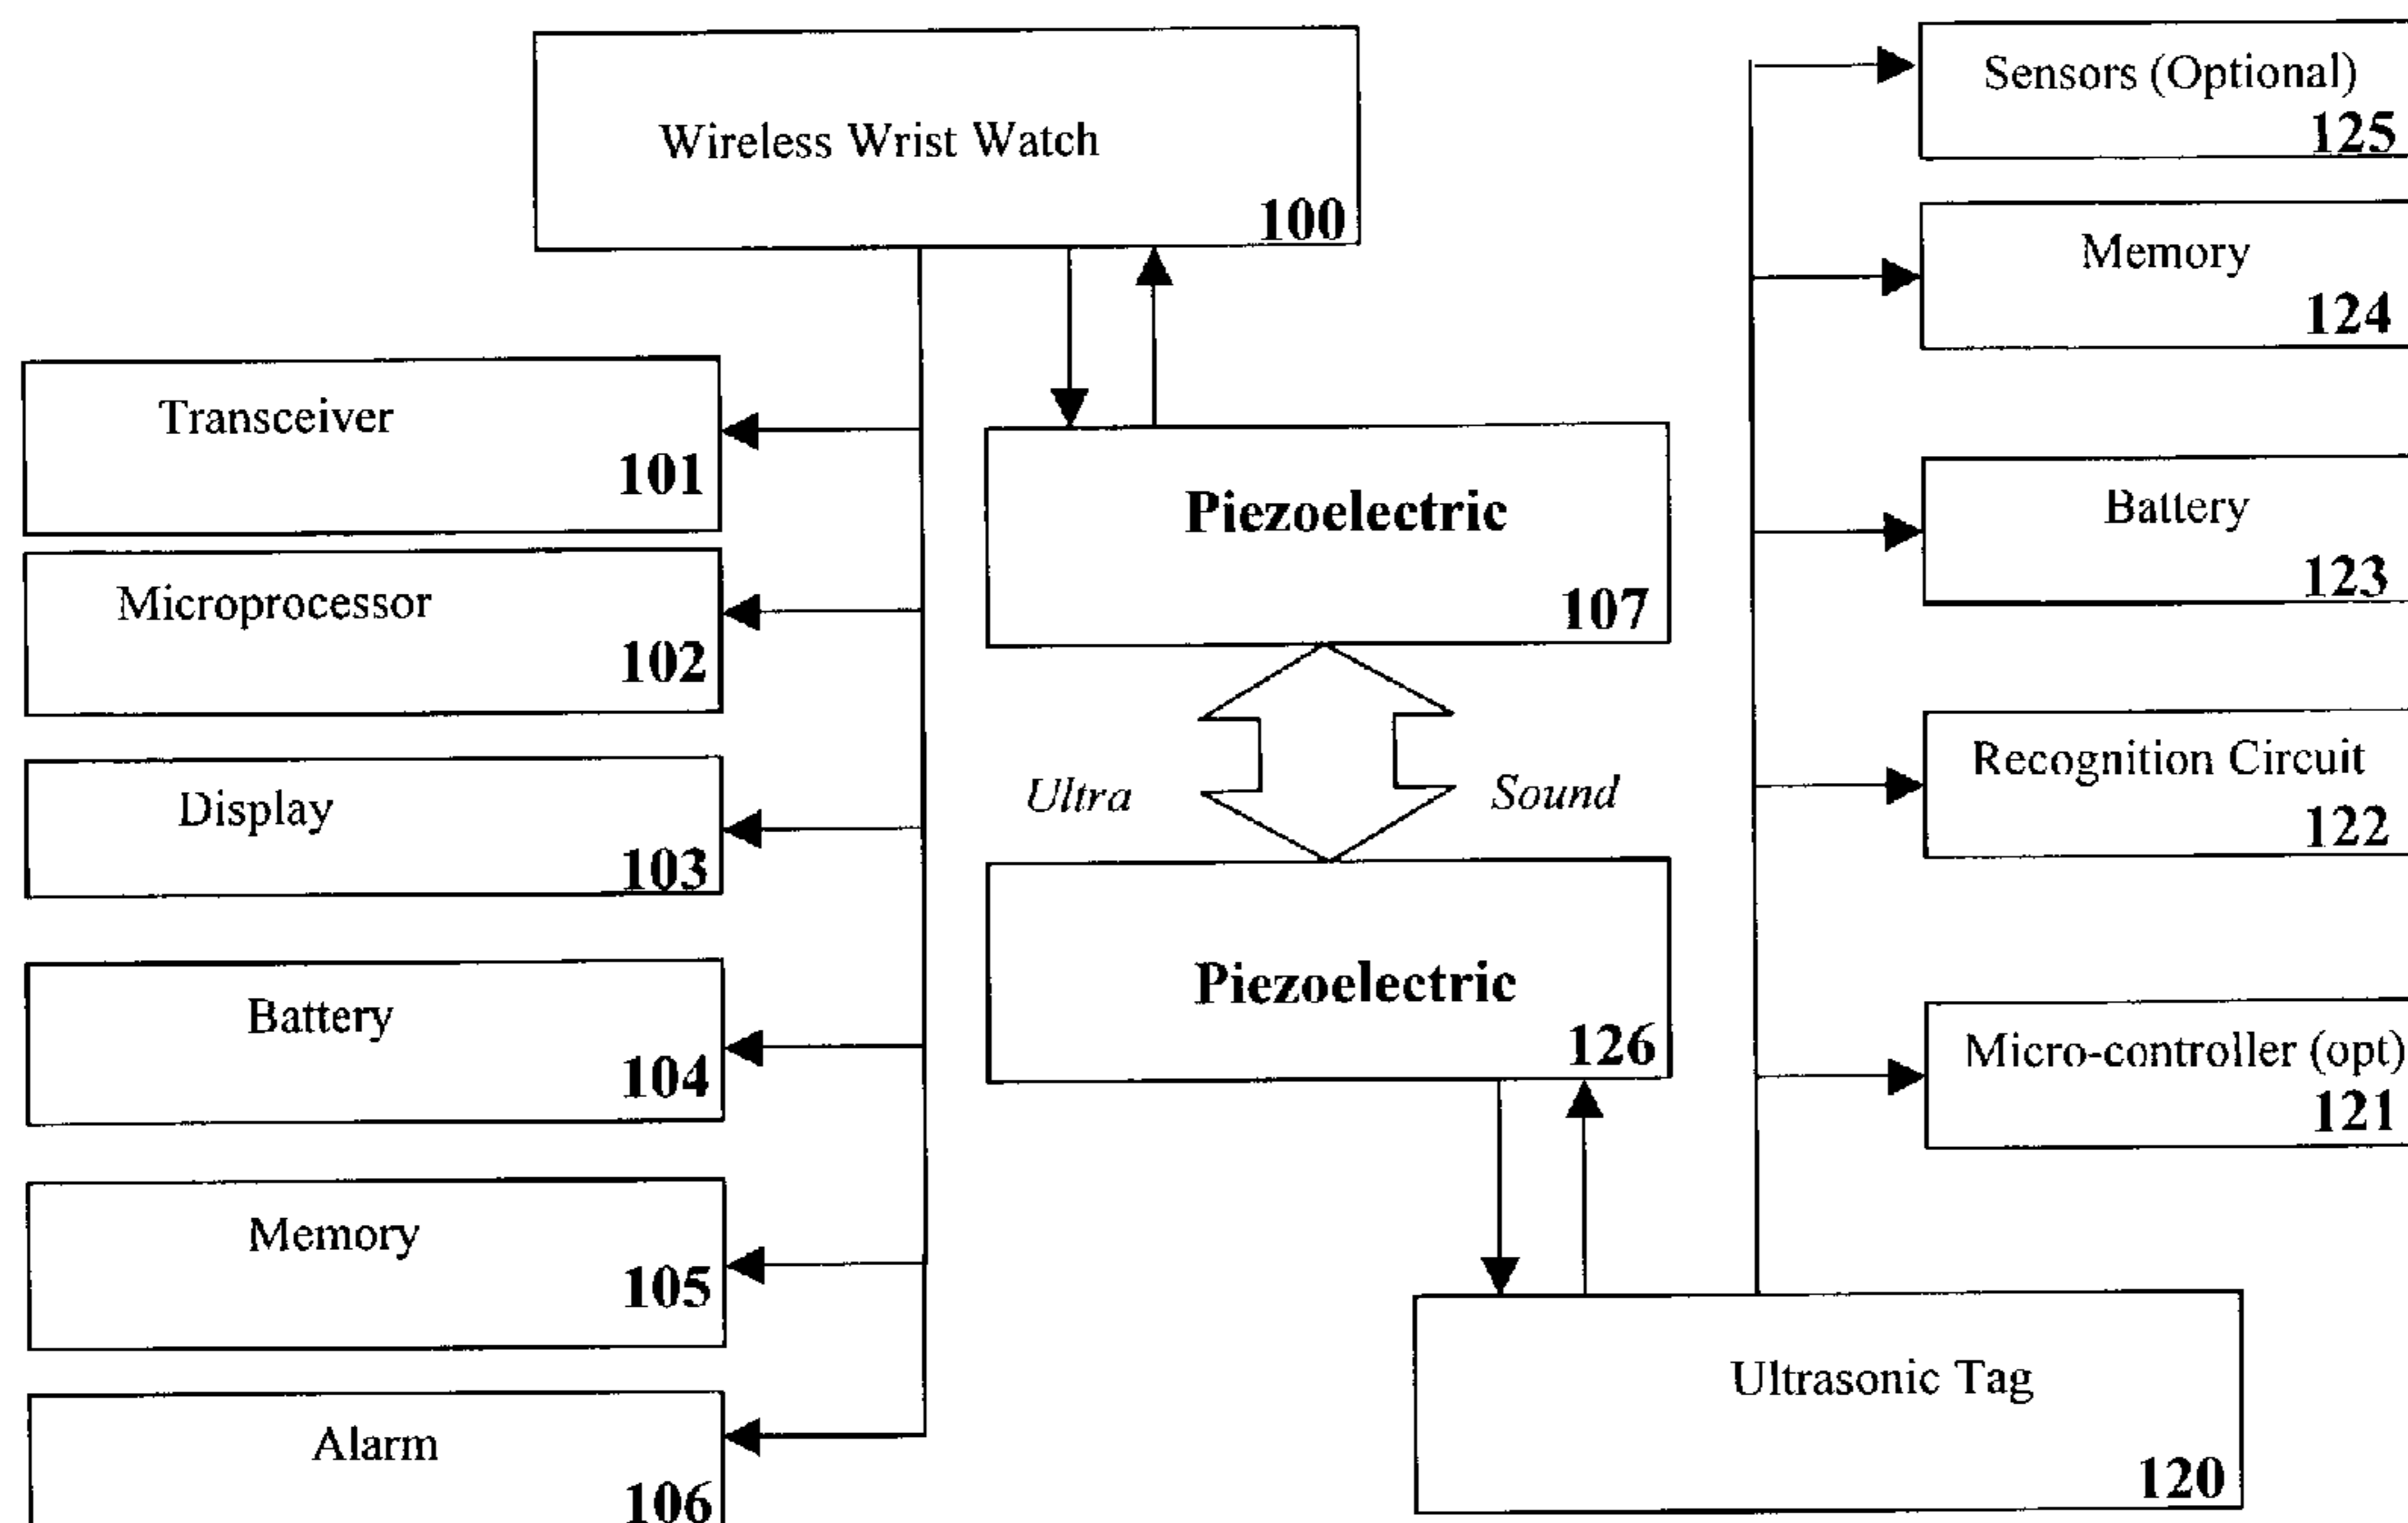 Wireless Wrist Watch
100
Transceiver
101
Microprocessor
102
Display
103
Battery
104
Memory
105
Alarm
106
Piezoelectric
107
Ultra Sound
Piezoelectric
126
Sensors (Optional)
125
Memory
124
Battery
123
Recognition Circuit
122
Micro-controller (opt)
121
Ultrasonic Tag
120